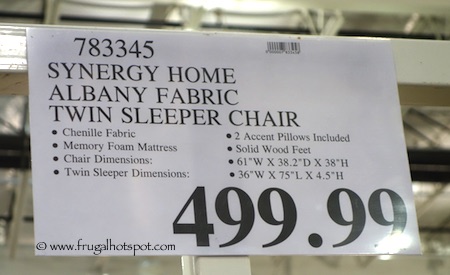 783345
SYNERGY HOME
ALBANY FABRIC
TWIN SLEEPER CHAIR
• Chenille Fabric
• Memory Foam Mattress
• Chair Dimensions:
• Twin Sleeper Dimensions:
• 2 Accent Pillows Included
• Solid Wood Feet
• 61"W X 38.2"D X 38"H
• 36"W X 75"L X 4.5"H
499.99
www.frugalhotspot.com